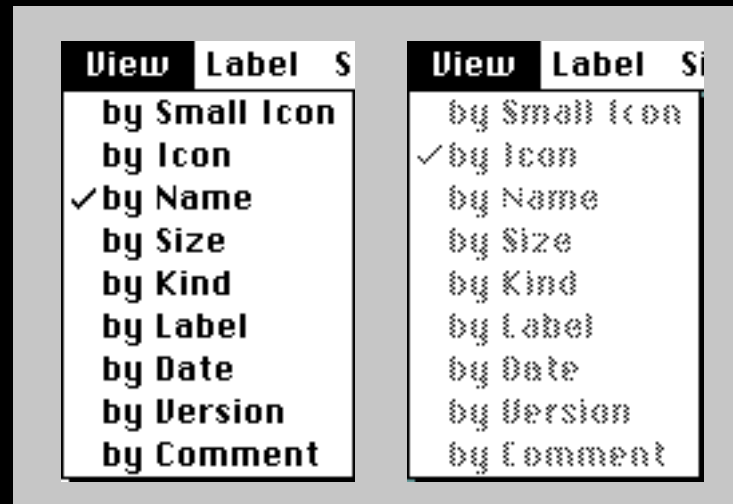 View Label S
by Small Icon
by Icon
✓by Name
by Size
by Kind
by Label
by Date
by Version
by Comment
View Label Si
by Small Icon
✓by Icon
by Name
by Size
by Kind
by Label
by Date
by Version
by Comment